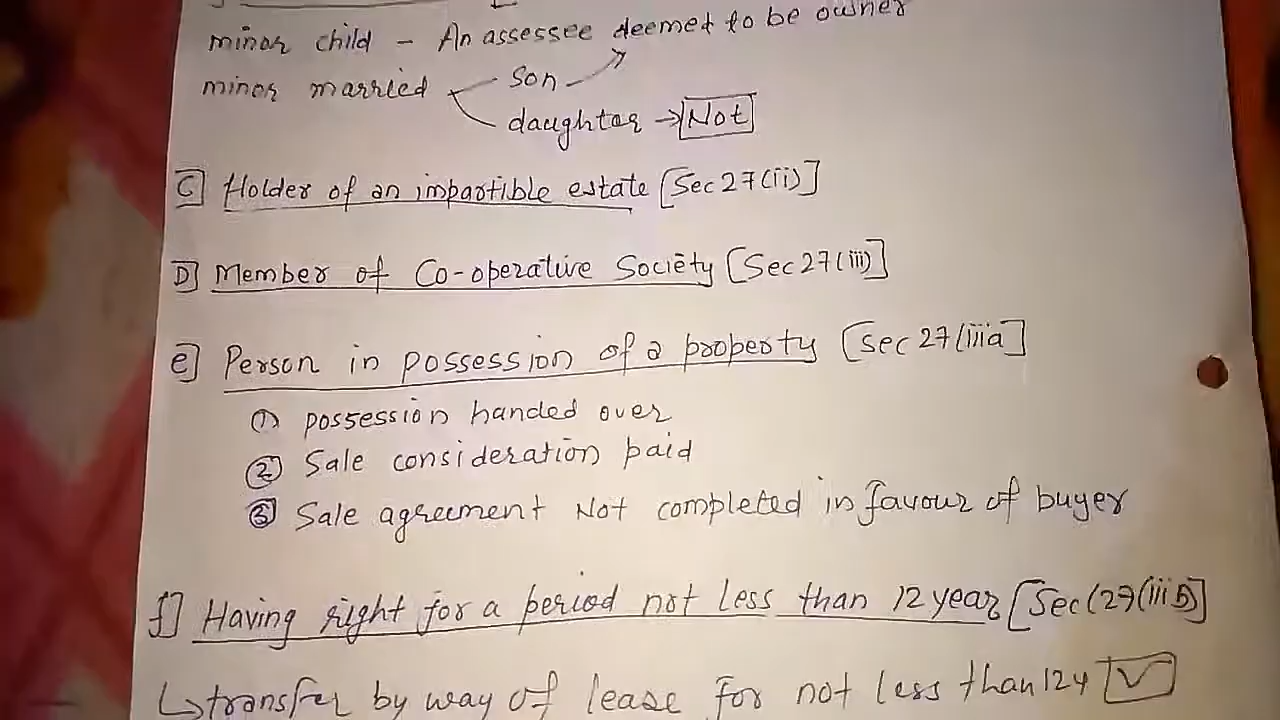 minor child - An assessee deemet to be owner
minor married
son
daughter → Not
C] Holder of an impartible estate [Sec 27(ii)]
D] Member of Co-operative Society [Sec 27(iii)]
e] Person in possession of a property [Sec 27(iiia]
① possession handed over
② Sale consideration paid
③ Sale agreement Not completed in favour of buyer
f] Having right for a period not less than 12 year [Sec (27(iiib)]
↳ transfer by way of lease for not less than 12y ✓